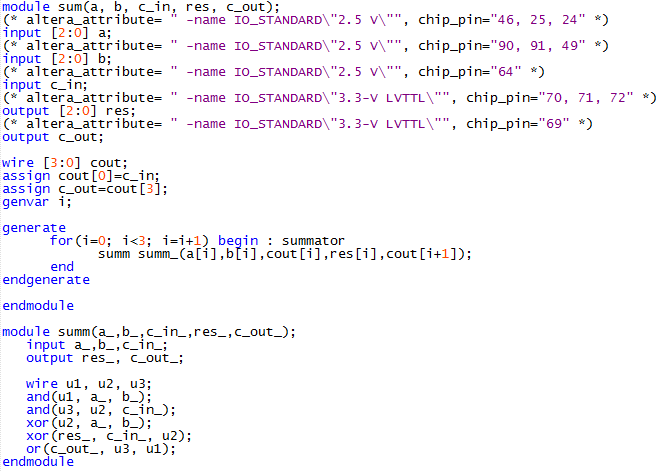 module sum(a, b, c_in, res, c_out);
(* altera_attribute= " -name IO_STANDARD\"2.5 V\"", chip_pin="46, 25, 24" *)
input [2:0] a;
(* altera_attribute= " -name IO_STANDARD\"2.5 V\"", chip_pin="90, 91, 49" *)
input [2:0] b;
(* altera_attribute= " -name IO_STANDARD\"2.5 V\"", chip_pin="64" *)
input c_in;
(* altera_attribute= " -name IO_STANDARD\"3.3-V LVTTL\"", chip_pin="70, 71, 72" *)
output [2:0] res;
(* altera_attribute= " -name IO_STANDARD\"3.3-V LVTTL\"", chip_pin="69" *)
output c_out;

wire [3:0] cout;
assign cout[0]=c_in;
assign c_out=cout[3];
genvar i;

generate
      for(i=0; i<3; i=i+1) begin : summator
            summ summ_(a[i],b[i],cout[i],res[i],cout[i+1]);
      end
endgenerate

endmodule

module summ(a_,b_,c_in_,res_,c_out_);
   input a_,b_,c_in_;
   output res_, c_out_;

   wire u1, u2, u3;
   and(u1, a_, b_);
   and(u3, u2, c_in_);
   xor(u2, a_, b_);
   xor(res_, c_in_, u2);
   or(c_out_, u3, u1);
endmodule